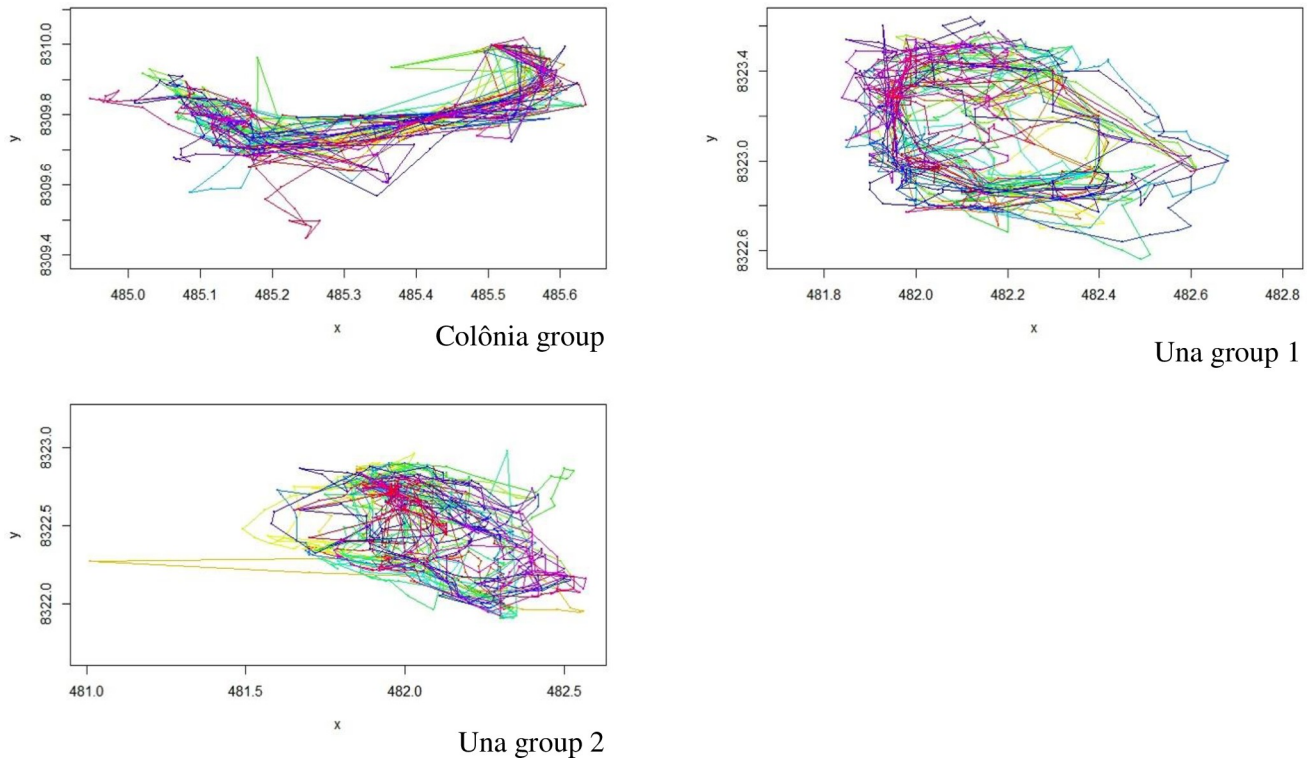 8309.4 8309.6 8309.8 8310.0
y
485.0 485.1 485.2 485.3 485.4 485.5 485.6
x
Colônia group
8322.6 8323.0 8323.4
y
481.8 482.0 482.2 482.4 482.6 482.8
x
Una group 1
8322.0 8322.5 8323.0
y
481.0 481.5 482.0 482.5
x
Una group 2